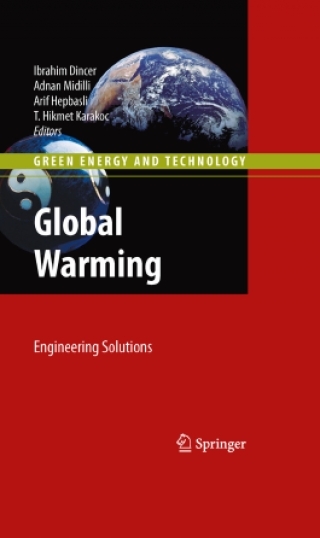 Ibrahim Dincer
Adnan Midilli
Arif Hepbasli
T. Hikmet Karakoc
Editors
GREEN ENERGY AND TECHNOLOGY
Global
Warming
Engineering Solutions
Springer